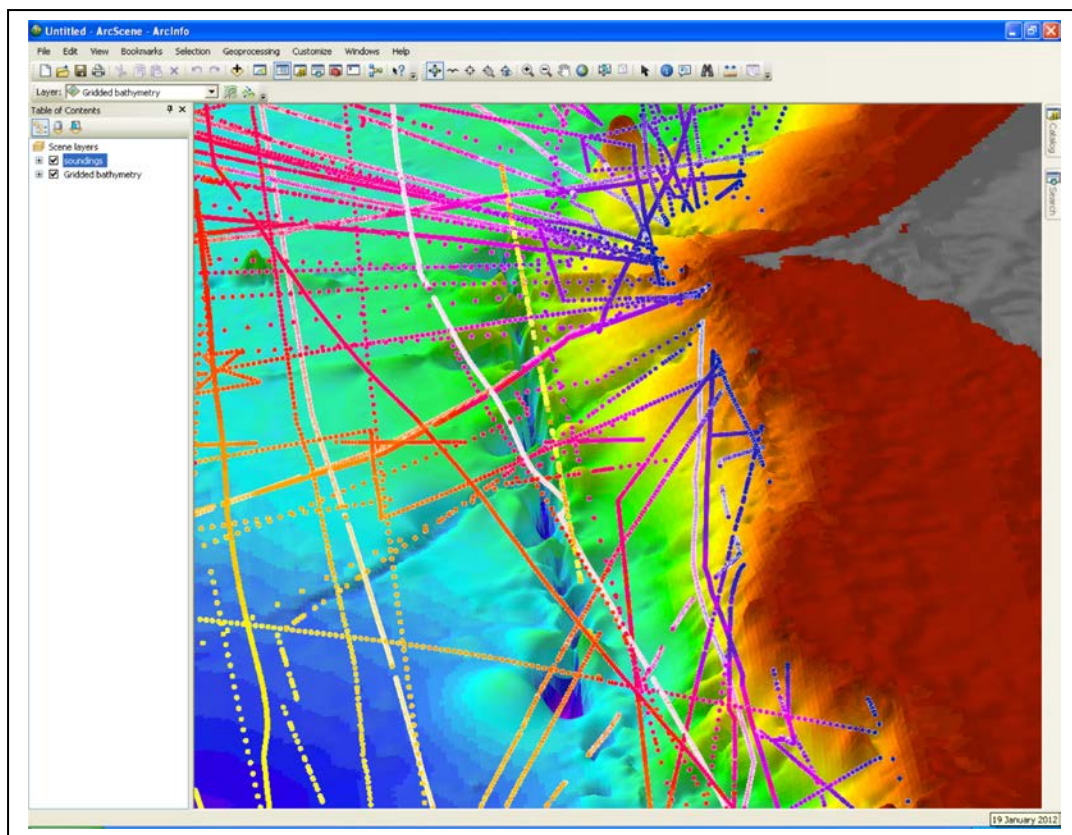 Untitled - ArcScene - ArcInfo
File Edit View Bookmarks Selection Geoprocessing Customize Windows Help
Layer: Gridded bathymetry
Table of Contents
Scene layers
soundings
Gridded bathymetry
Catalog
Search
19 January 2012